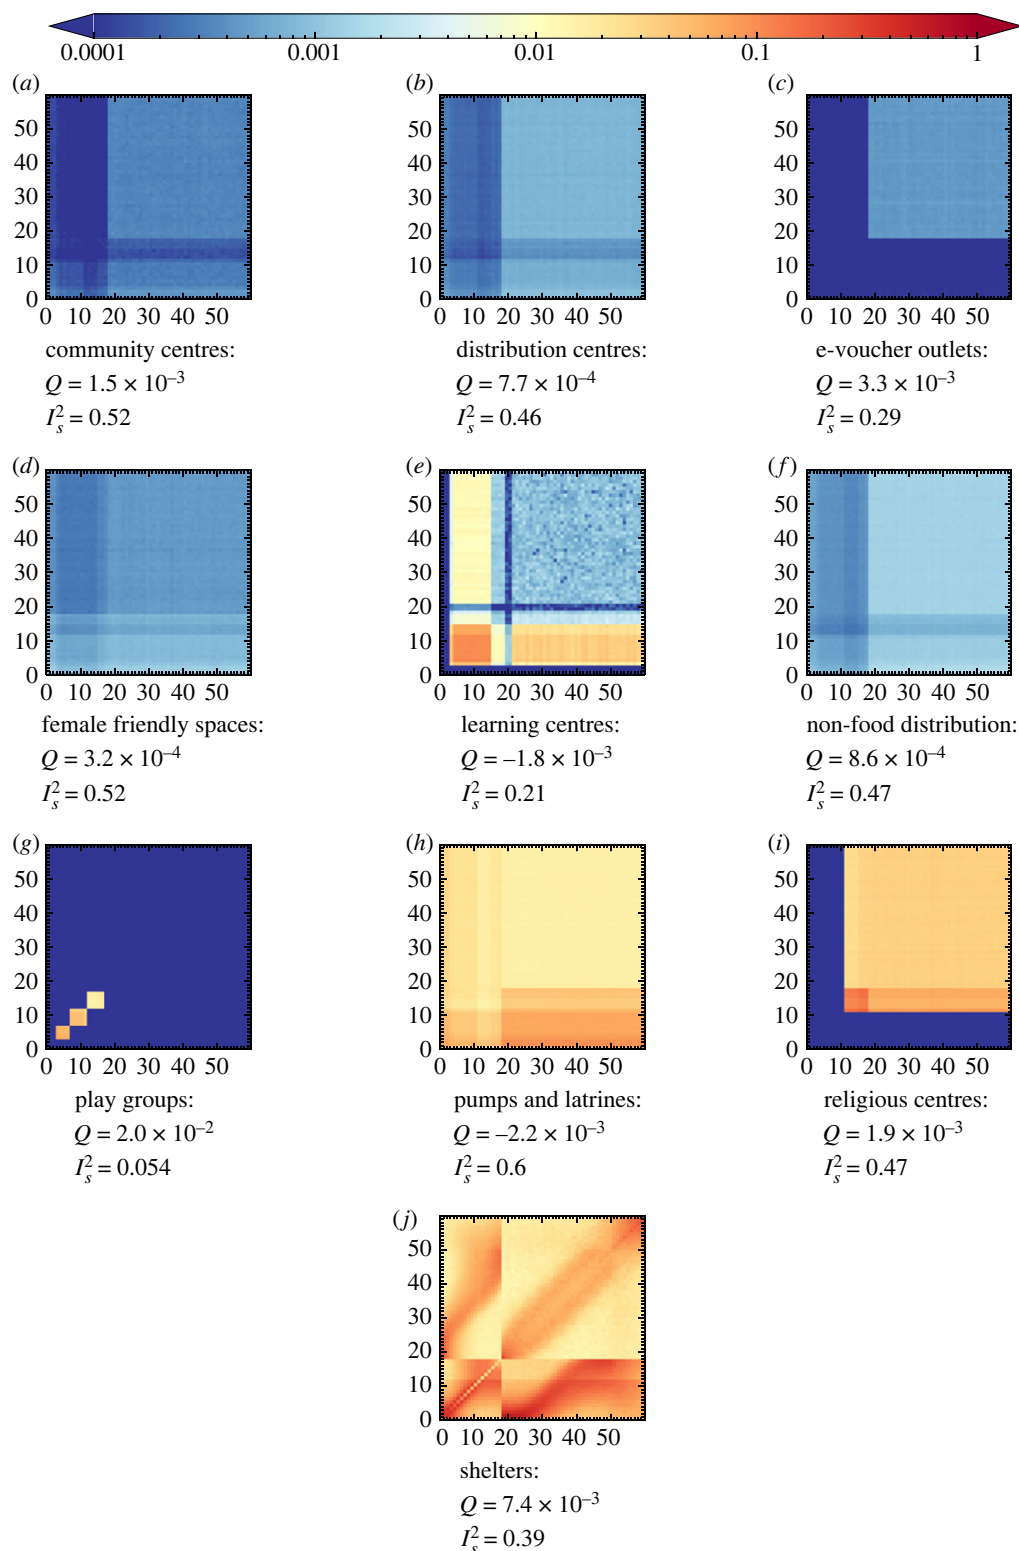 0.0001 0.001 0.01 0.1 1
(a) (b) (c)
50 50 50
40 40 40
30 30 30
20 20 20
10 10 10
0 0 0
0 10 20 30 40 50 0 10 20 30 40 50 0 10 20 30 40 50
community centres: distribution centres: e-voucher outlets:
Q = 1.5 × 10⁻³ Q = 7.7 × 10⁻⁴ Q = 3.3 × 10⁻³
I_s² = 0.52 I_s² = 0.46 I_s² = 0.29
(d) (e) (f)
50 50 50
40 40 40
30 30 30
20 20 20
10 10 10
0 0 0
0 10 20 30 40 50 0 10 20 30 40 50 0 10 20 30 40 50
female friendly spaces: learning centres: non-food distribution:
Q = 3.2 × 10⁻⁴ Q = –1.8 × 10⁻³ Q = 8.6 × 10⁻⁴
I_s² = 0.52 I_s² = 0.21 I_s² = 0.47
(g) (h) (i)
50 50 50
40 40 40
30 30 30
20 20 20
10 10 10
0 0 0
0 10 20 30 40 50 0 10 20 30 40 50 0 10 20 30 40 50
play groups: pumps and latrines: religious centres:
Q = 2.0 × 10⁻² Q = –2.2 × 10⁻³ Q = 1.9 × 10⁻³
I_s² = 0.054 I_s² = 0.6 I_s² = 0.47
(j)
50
40
30
20
10
0
0 10 20 30 40 50
shelters:
Q = 7.4 × 10⁻³
I_s² = 0.39